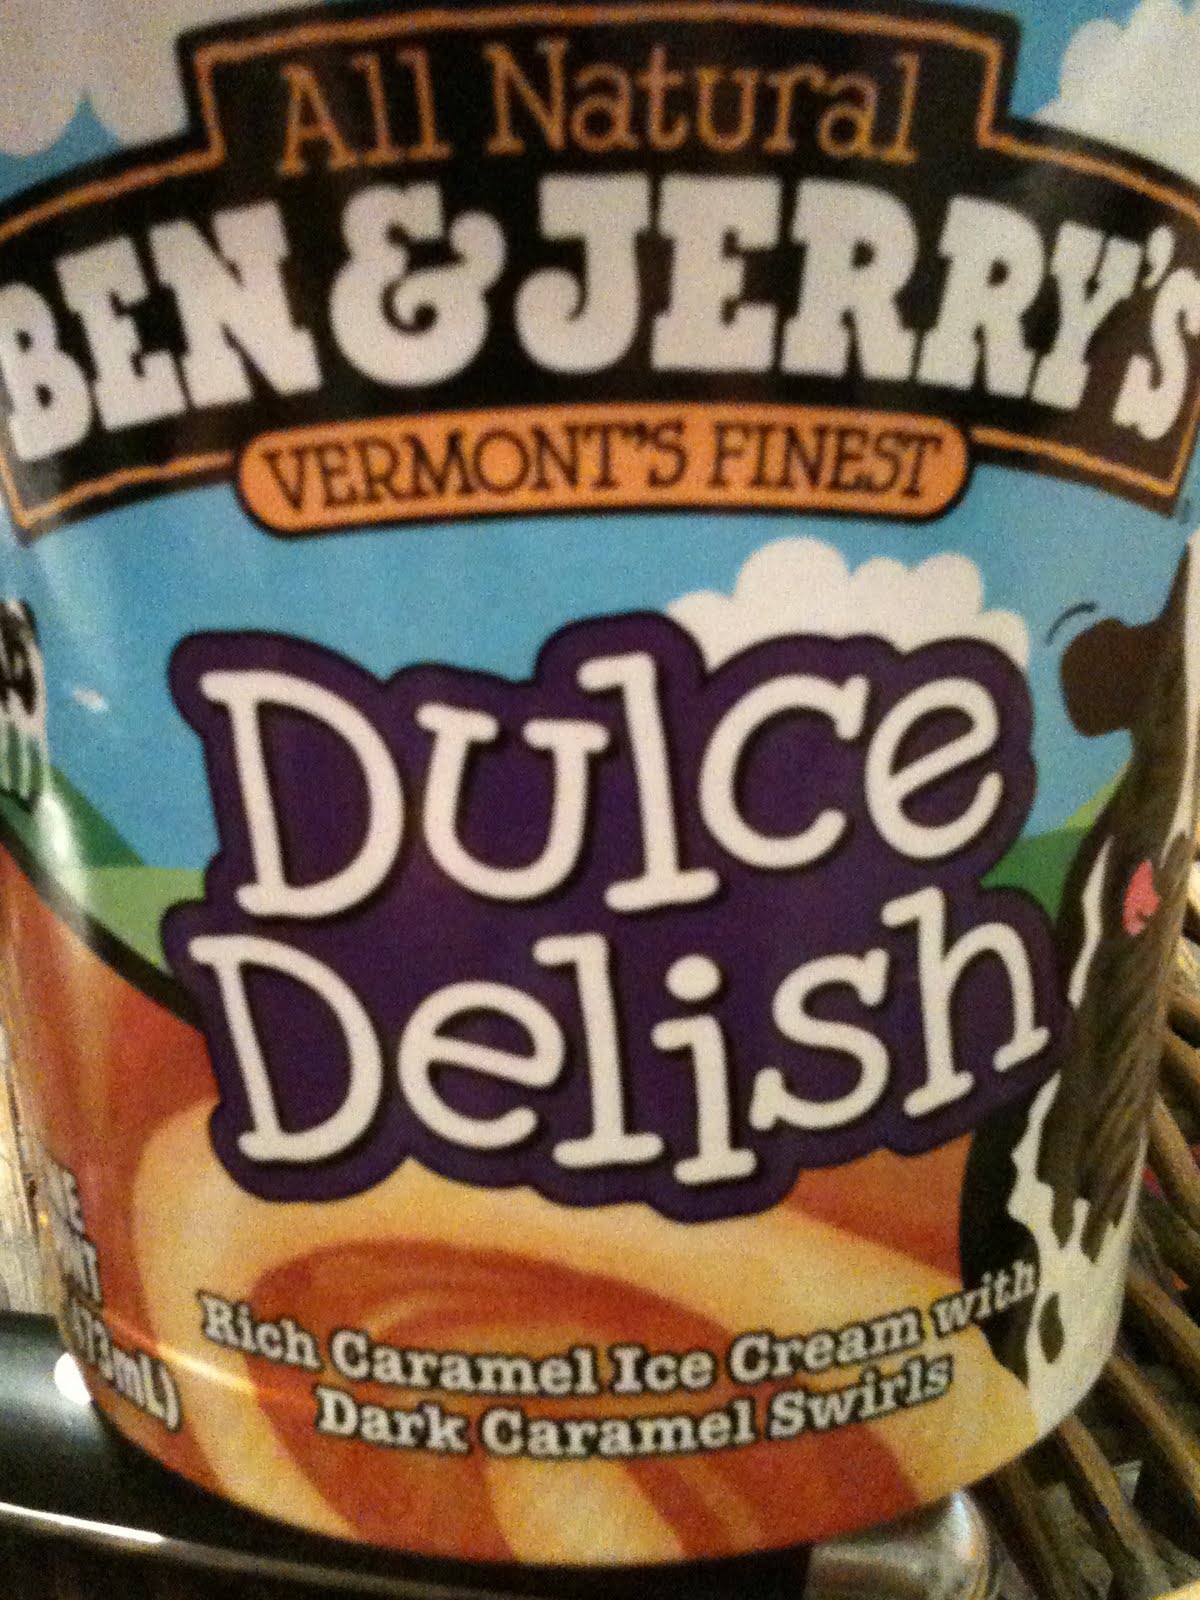 All Natural
BEN & JERRY'S
VERMONT'S FINEST
Dulce
Delish
Rich Caramel Ice Cream with
Dark Caramel Swirls